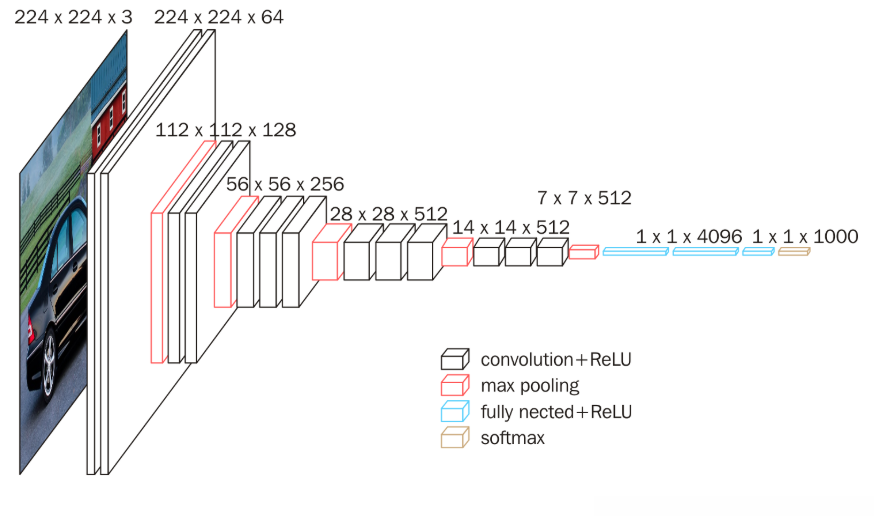 224 x 224 x 3
224 x 224 x 64
112 x 112 x 128
56 x 56 x 256
28 x 28 x 512
14 x 14 x 512
7 x 7 x 512
1 x 1 x 4096
1 x 1 x 1000
convolution+ReLU
max pooling
fully nected+ReLU
softmax